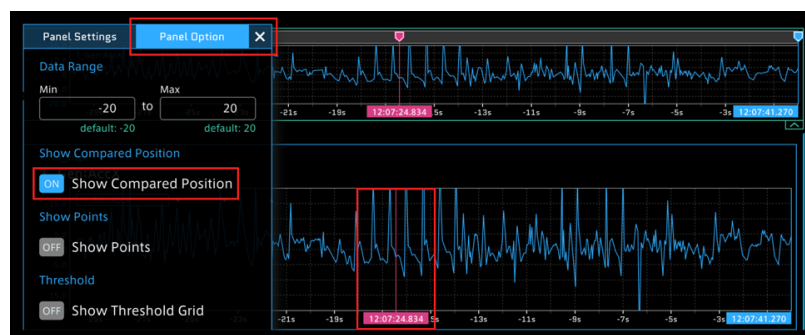 Panel Settings
Panel Option
Data Range
Min
Max
-20 to 20
default: -20
default: 20
-21s -19s 12:07:24.834 5s -13s -11s -9s -7s -5s -3s 12:07:41.270
Show Compared Position
ON Show Compared Position
Show Points
OFF Show Points
Threshold
OFF Show Threshold Grid
-21s -19s 12:07:24.834 5s -13s -11s -9s -7s -5s -3s 12:07:41.270